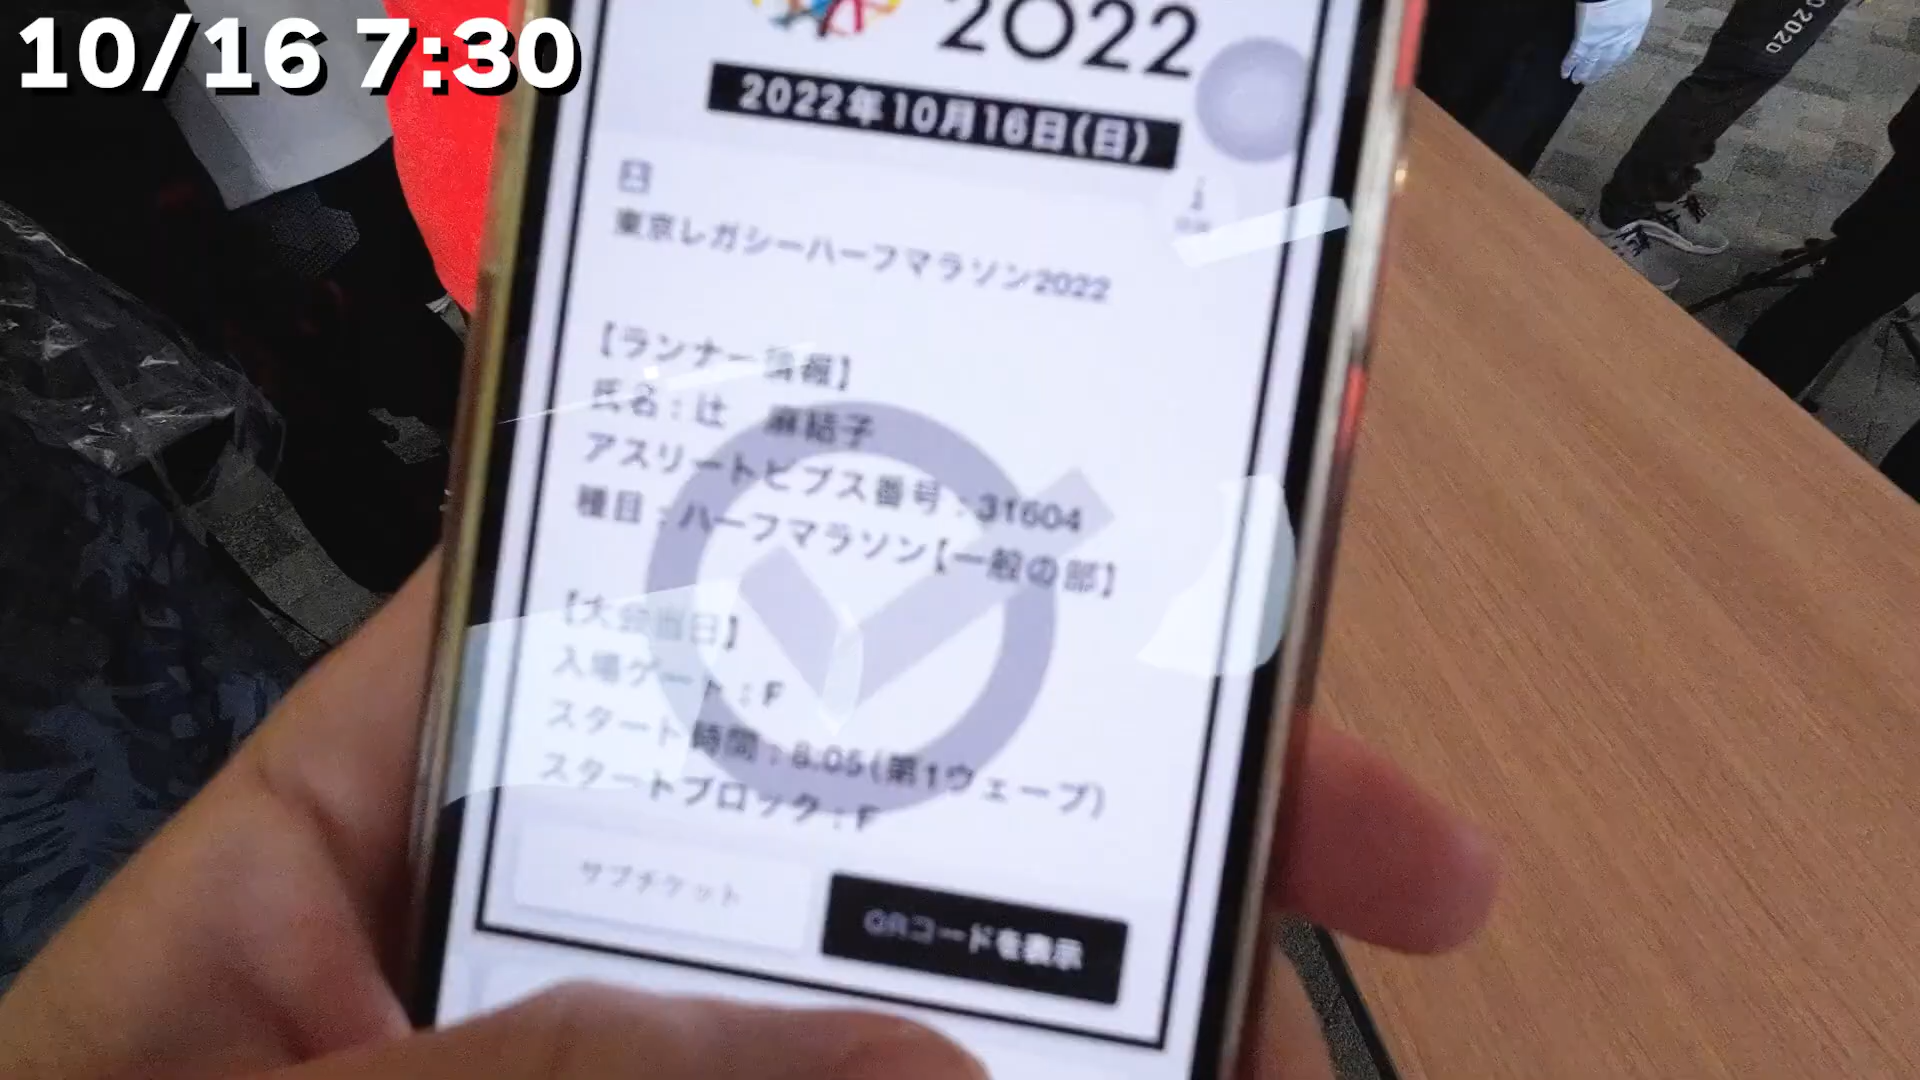 10/16 7:30
2022
2022年10月16日(日)
東京レガシーハーフマラソン2022
【ランナー情報】
氏名:辻 麻結子
アスリートビブス番号:31604
種目:ハーフマラソン【一般の部】
【大会当日】
入場ゲート:F
スタート時間:8:05(第1ウェーブ)
スタートブロック:F
サブチケット
QRコードを表示
2020